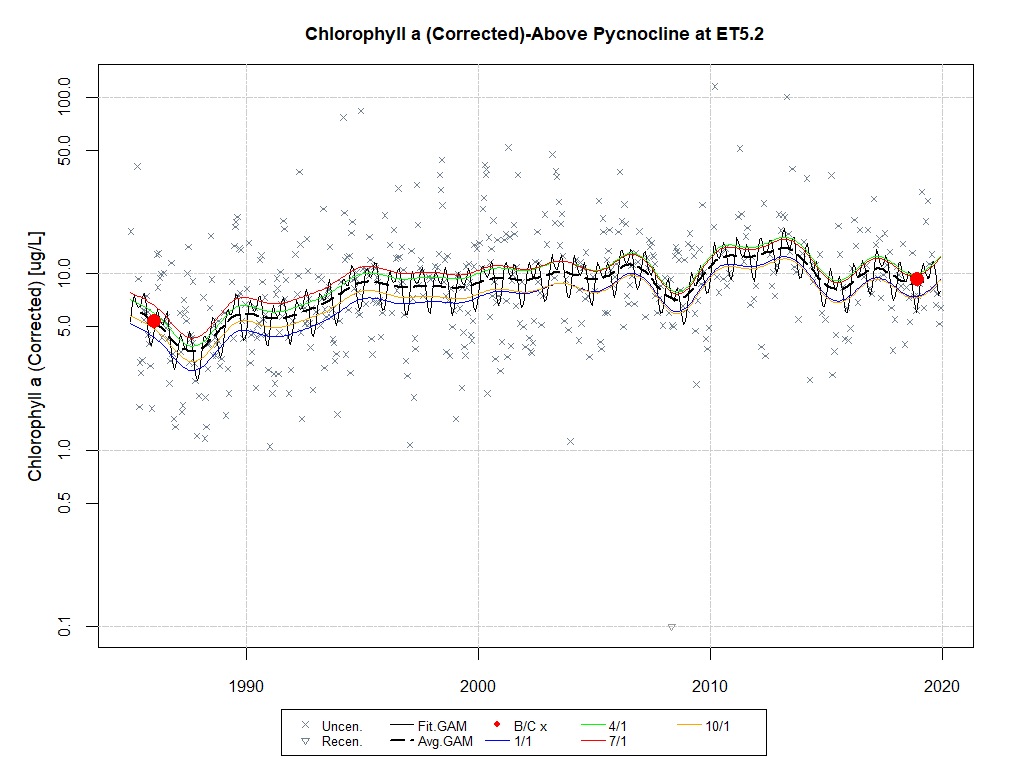 Chlorophyll a (Corrected)-Above Pycnocline at ET5.2
Chlorophyll a (Corrected) [ug/L]
100.0
50.0
10.0
5.0
1.0
0.5
0.1
1990 2000 2010 2020
Uncen. Fit.GAM B/C x 4/1 10/1
Recen. Avg.GAM 1/1 7/1